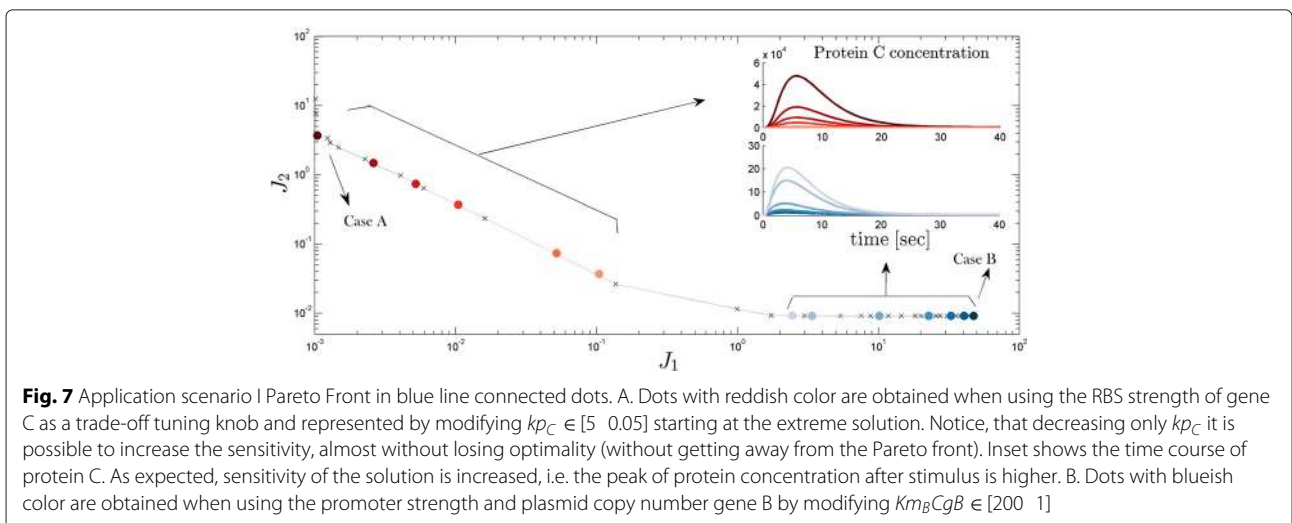 10²
10¹
10⁰
10⁻¹
10⁻²
J₂
10⁻³
10⁻²
10⁻¹
10⁰
10¹
10²
J₁
Case A
Case B
Protein C concentration
x 10⁴
6
4
2
0
0 10 20 30 40
30
20
10
0
0 10 20 30 40
time [sec]
Fig. 7 Application scenario I Pareto Front in blue line connected dots. A. Dots with reddish color are obtained when using the RBS strength of gene
C as a trade-off tuning knob and represented by modifying kp_C ∈ [5 0.05] starting at the extreme solution. Notice, that decreasing only kp_C it is
possible to increase the sensitivity, almost without losing optimality (without getting away from the Pareto front). Inset shows the time course of
protein C. As expected, sensitivity of the solution is increased, i.e. the peak of protein concentration after stimulus is higher. B. Dots with blueish
color are obtained when using the promoter strength and plasmid copy number gene B by modifying Km_BCgB ∈ [200 1]